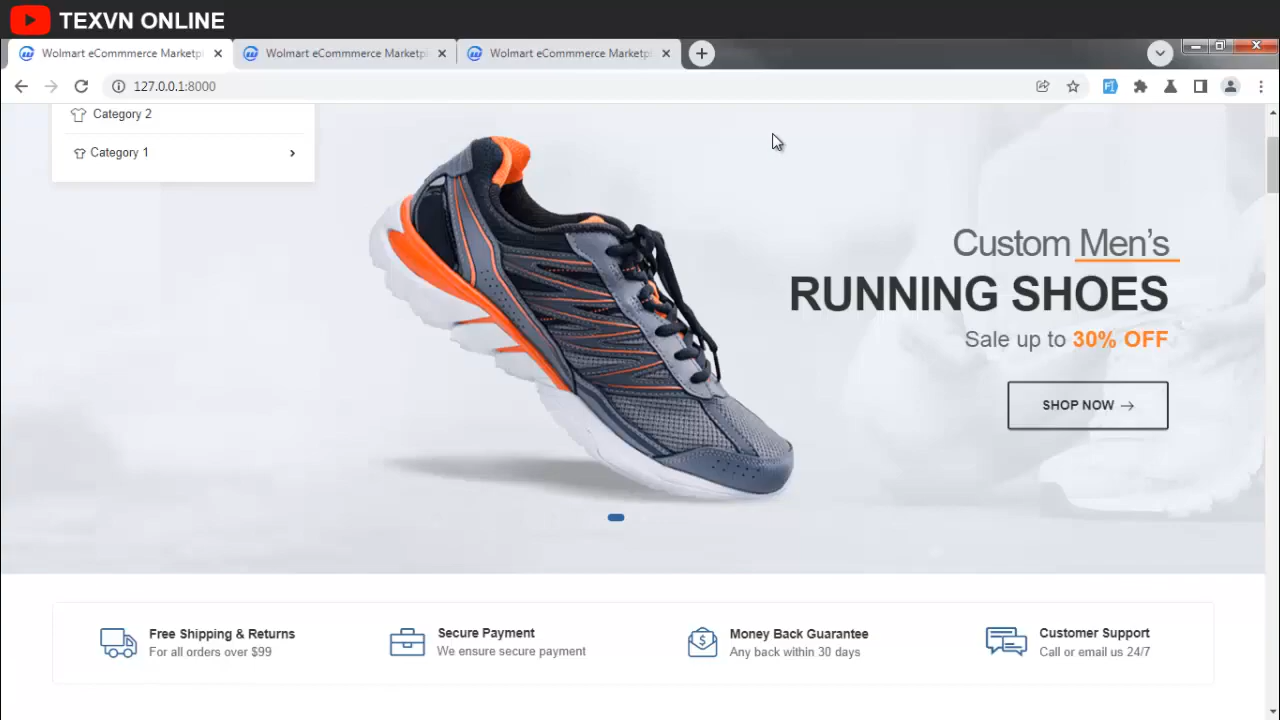 TEXVN ONLINE
Wolmart eCommmerce Marketpl
Wolmart eCommmerce Marketpl
Wolmart eCommmerce Marketpl
127.0.0.1:8000
Category 2
Category 1
Custom Men's
RUNNING SHOES
Sale up to 30% OFF
SHOP NOW →
Free Shipping & Returns
For all orders over $99
Secure Payment
We ensure secure payment
Money Back Guarantee
Any back within 30 days
Customer Support
Call or email us 24/7